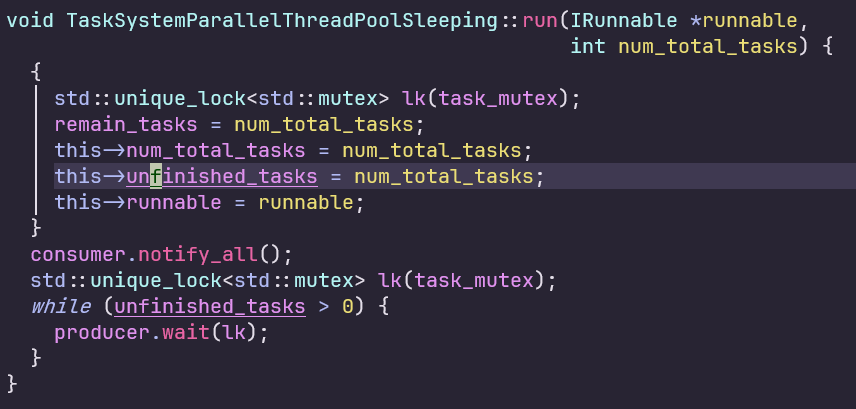 void TaskSystemParallelThreadPoolSleeping::run(IRunnable *runnable,
                                               int num_total_tasks) {
  {
    std::unique_lock<std::mutex> lk(task_mutex);
    remain_tasks = num_total_tasks;
    this->num_total_tasks = num_total_tasks;
    this->unfinished_tasks = num_total_tasks;
    this->runnable = runnable;
  }
  consumer.notify_all();
  std::unique_lock<std::mutex> lk(task_mutex);
  while (unfinished_tasks > 0) {
    producer.wait(lk);
  }
}